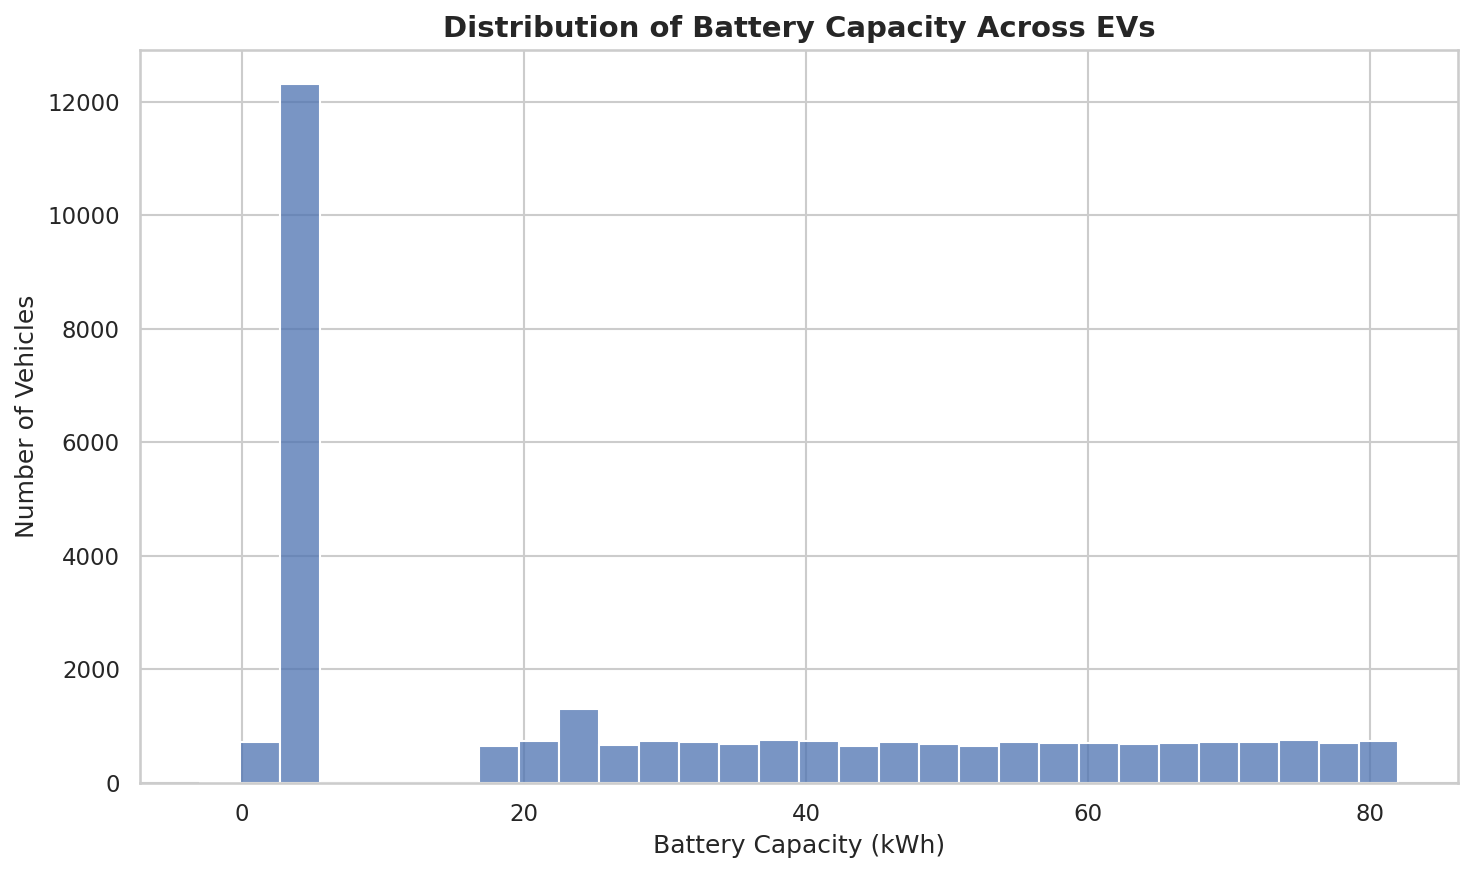 Distribution of Battery Capacity Across EVs
Number of Vehicles
12000
10000
8000
6000
4000
2000
0
0 20 40 60 80
Battery Capacity (kWh)